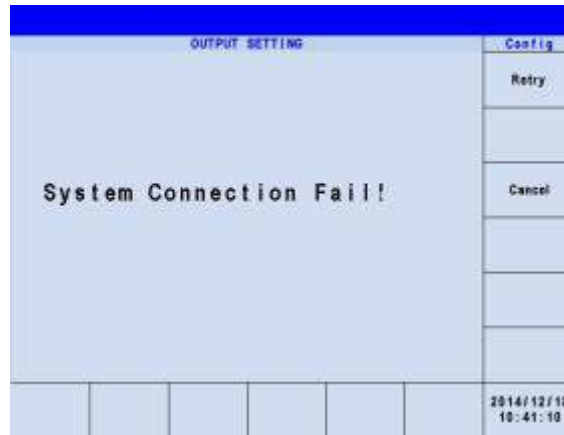 OUTPUT SETTING
Config
Retry
System Connection Fail!
Cancel
10:41:10